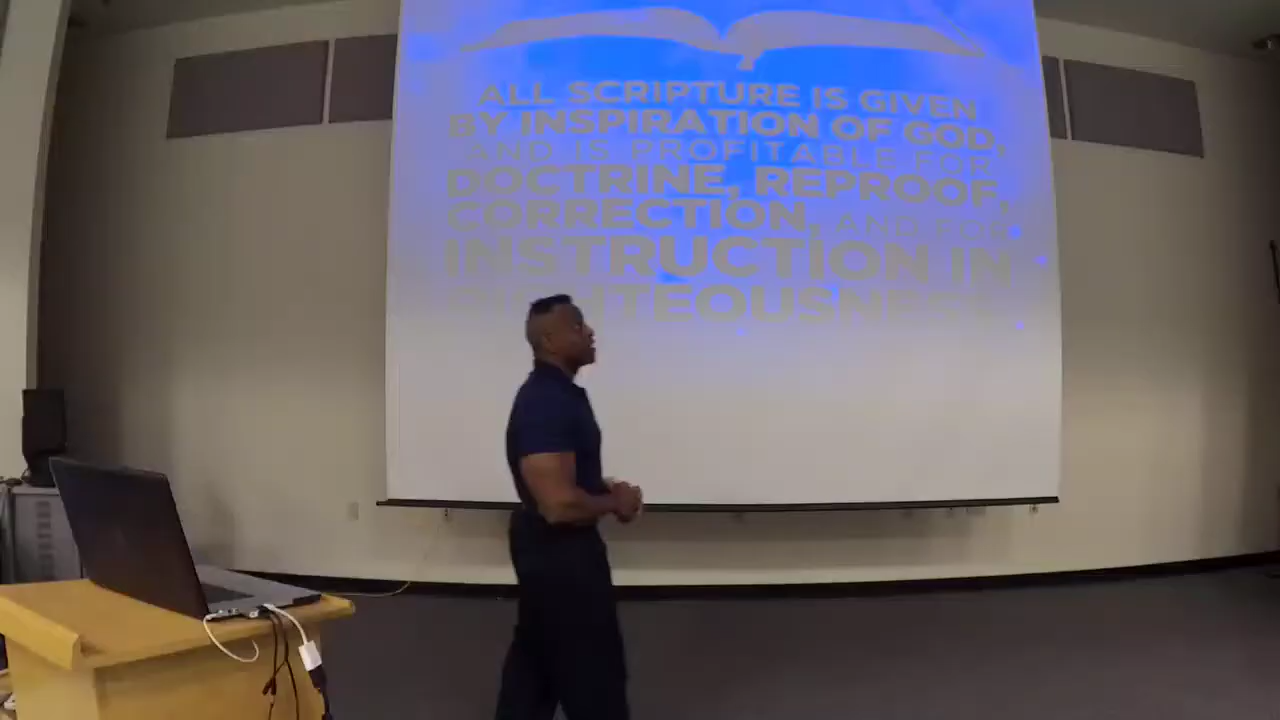 ALL SCRIPTURE IS GIVEN
BY INSPIRATION OF GOD,
AND IS PROFITABLE FOR
DOCTRINE, REPROOF,
CORRECTION, AND FOR
INSTRUCTION IN
RIGHTEOUSNESS